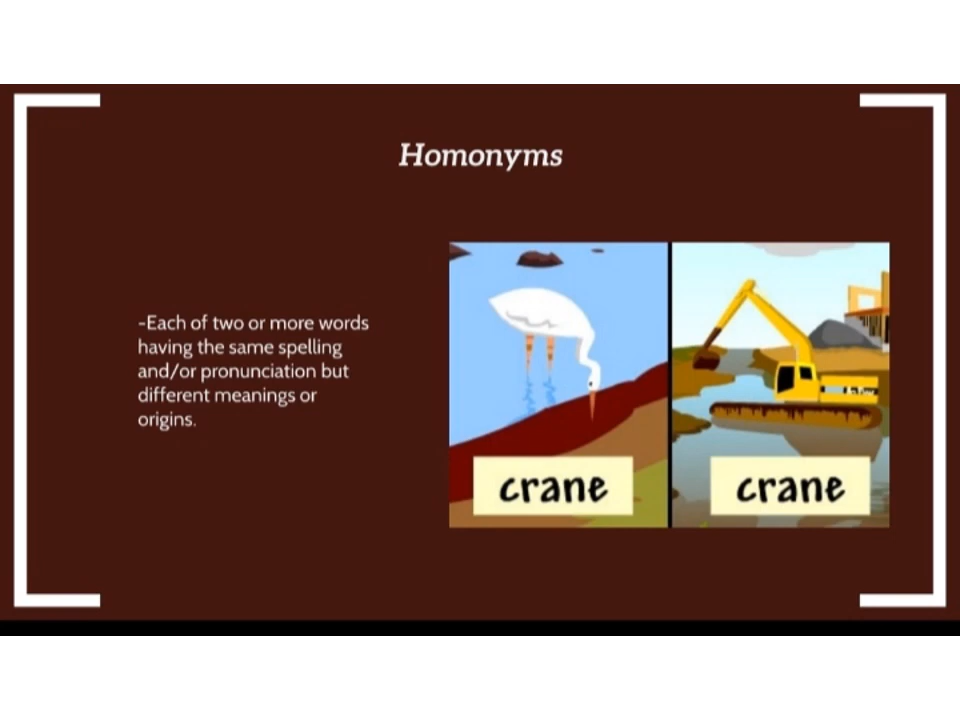 Homonyms
-Each of two or more words
having the same spelling
and/or pronunciation but
different meanings or
origins.
crane
crane